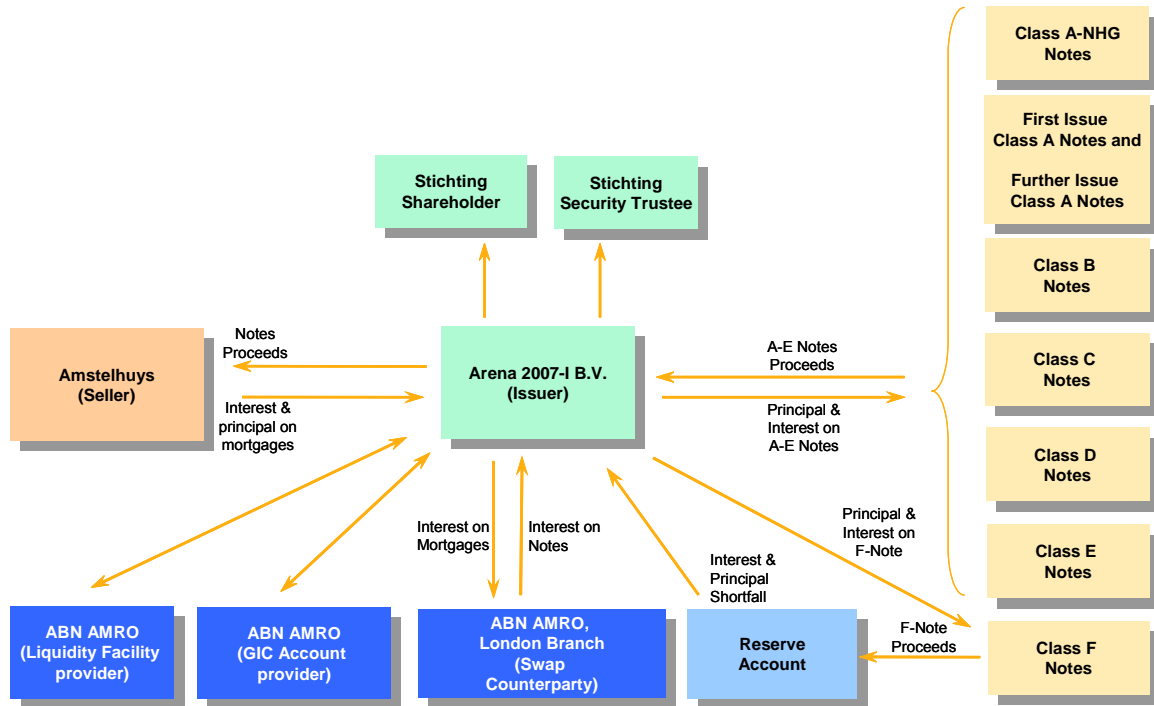 Class A-NHG
Notes
First Issue
Class A Notes and
Further Issue
Class A Notes
Stichting
Shareholder
Stichting
Security Trustee
Class B
Notes
Notes
Proceeds
Amstelhuys
(Seller)
Interest &
principal on
mortgages
Arena 2007-I B.V.
(Issuer)
A-E Notes
Proceeds
Principal &
Interest on
A-E Notes
Class C
Notes
Class D
Notes
Interest on
Mortgages
Interest on
Notes
Principal &
Interest on
F-Note
Interest &
Principal
Shortfall
Class E
Notes
ABN AMRO
(Liquidity Facility
provider)
ABN AMRO
(GIC Account
provider)
ABN AMRO,
London Branch
(Swap
Counterparty)
Reserve
Account
F-Note
Proceeds
Class F
Notes